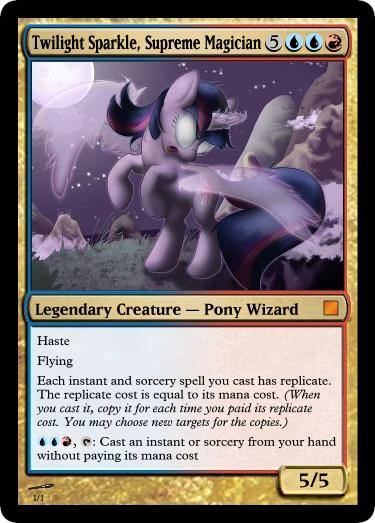 Twilight Sparkle, Supreme Magician 5
Legendary Creature — Pony Wizard
Haste
Flying
Each instant and sorcery spell you cast has replicate.
The replicate cost is equal to its mana cost. (When
you cast it, copy it for each time you paid its replicate
cost. You may choose new targets for the copies.)
, : Cast an instant or sorcery from your hand
without paying its mana cost
5/5
1/1